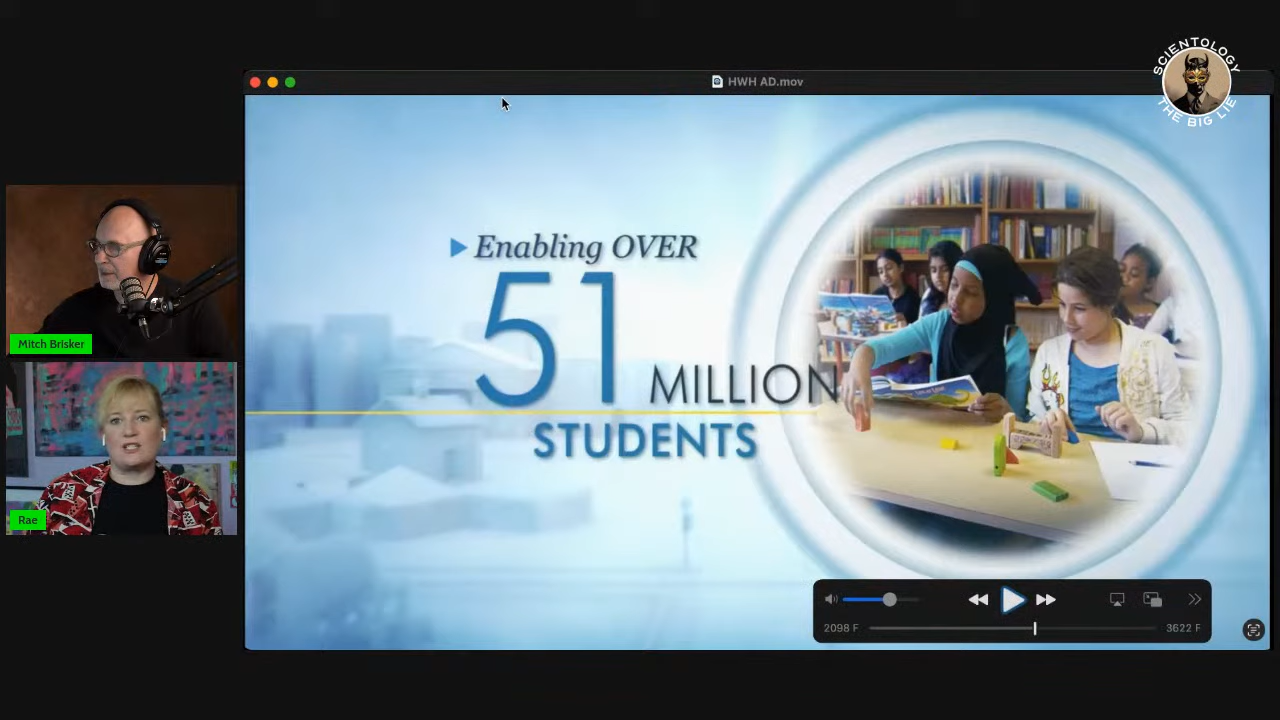 HWH AD.mov
SCIENTOLOGY
THE BIG LIE
Enabling OVER
51 MILLION
STUDENTS
Mitch Brisker
Rae
2098 F
3622 F